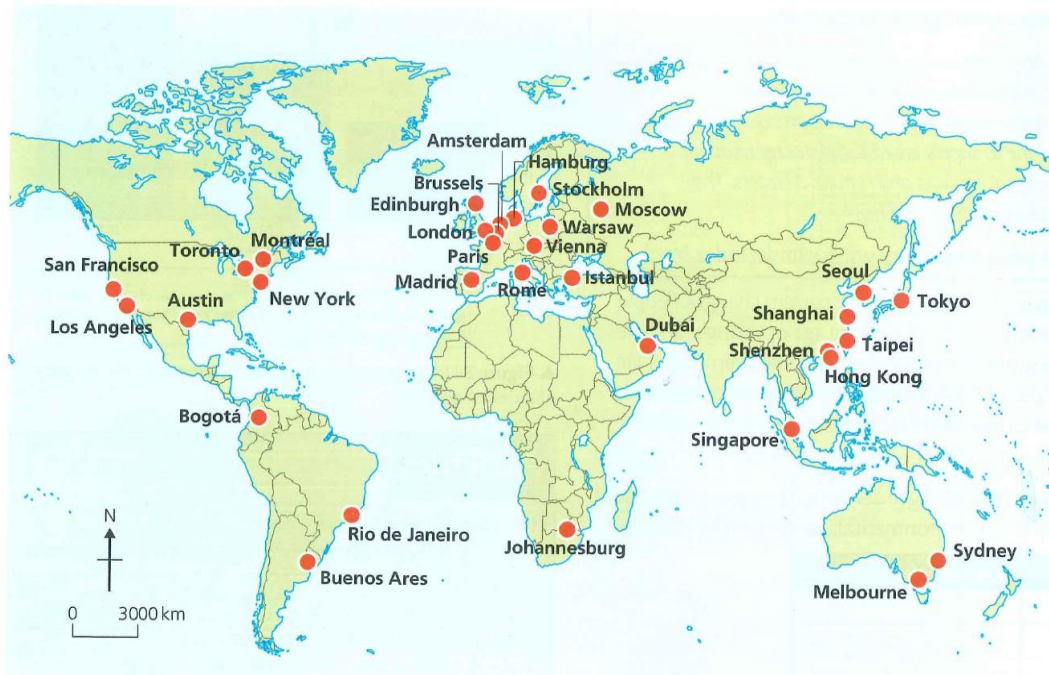 Amsterdam
Hamburg
Brussels
Stockholm
Edinburgh
Moscow
London
Warsaw
Vienna
Paris
Montréal
Toronto
San Francisco
Madrid
Rome
Istanbul
Seoul
New York
Austin
Los Angeles
Tokyo
Shanghai
Dubai
Taipei
Shenzhen
Hong Kong
Bogotá
Singapore
N
Rio de Janeiro
Johannesburg
Sydney
Buenos Ares
Melbourne
0 3000 km